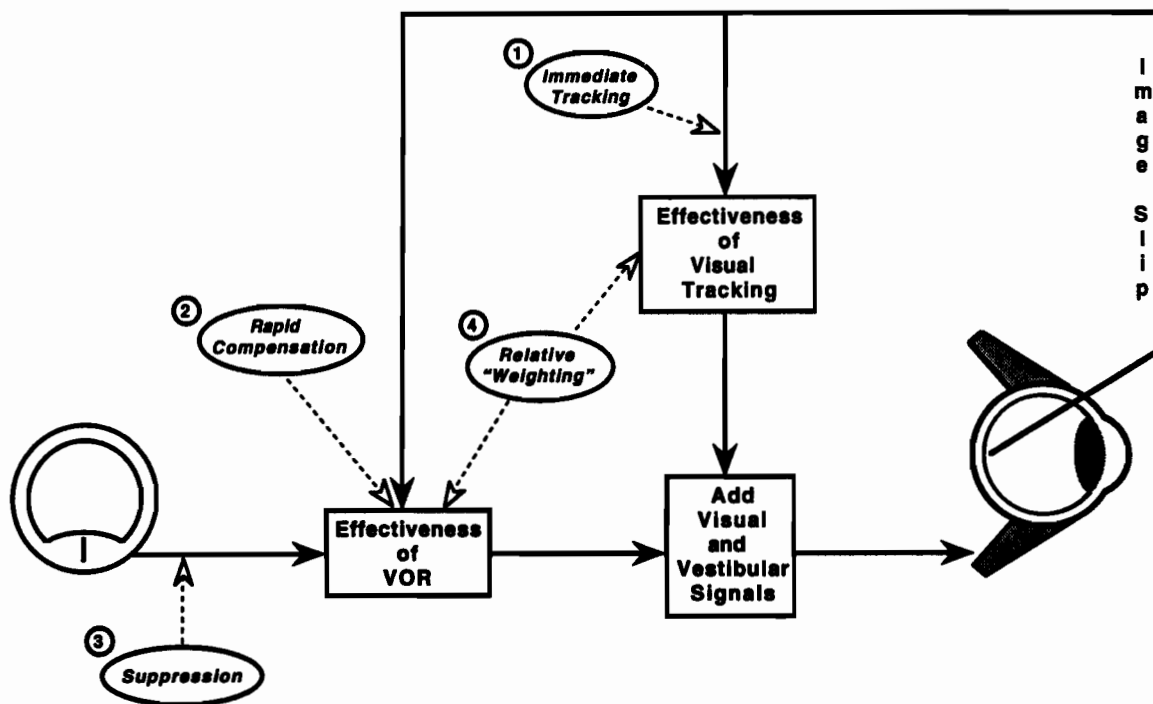 1
Immediate
Tracking
I
m
a
g
e
S
l
i
p
Effectiveness
of
Visual
Tracking
2
Rapid
Compensation
4
Relative
"Weighting"
Effectiveness
of
VOR
Add
Visual
and
Vestibular
Signals
3
Suppression